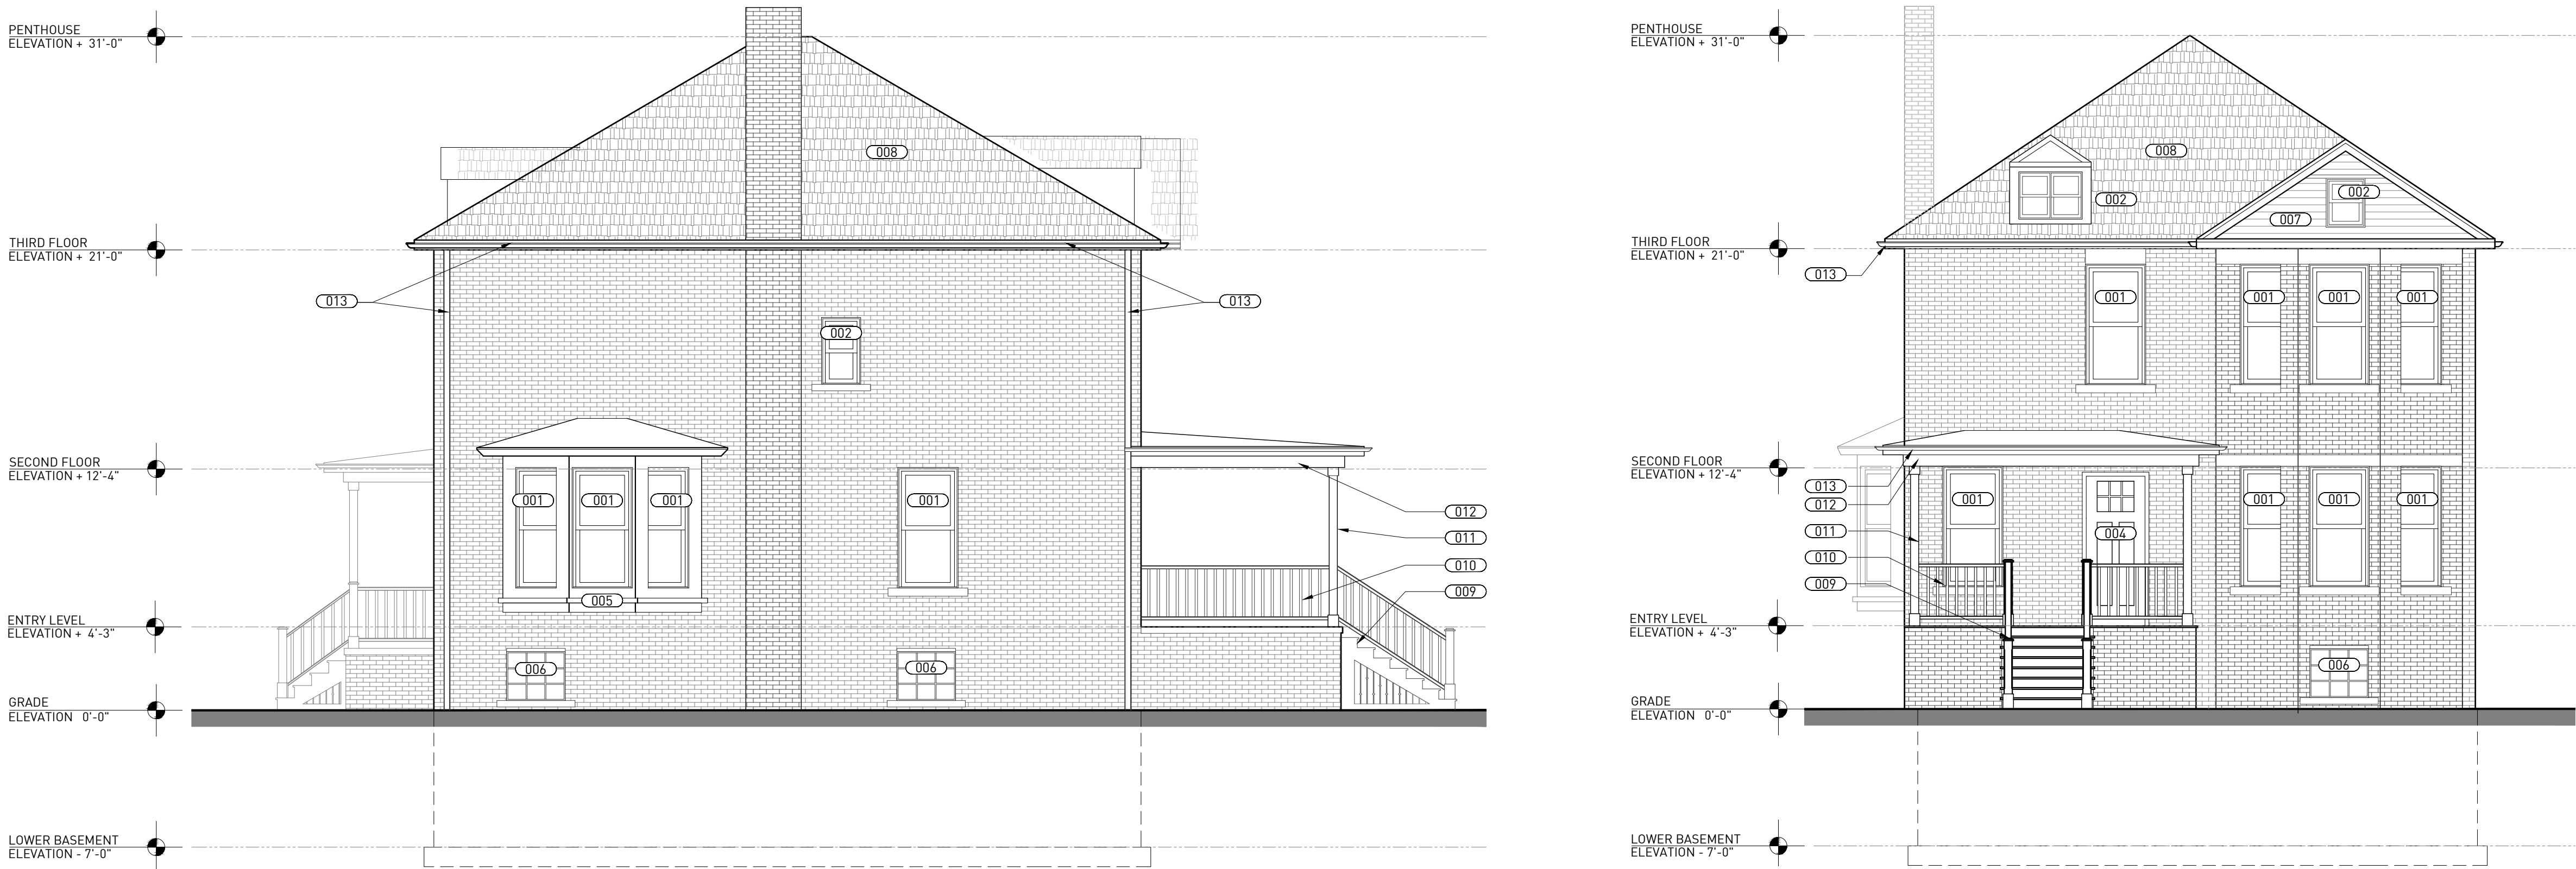 PENTHOUSE
ELEVATION + 31'-0"
008
THIRD FLOOR
ELEVATION + 21'-0"
013
013
002
SECOND FLOOR
ELEVATION + 12'-4"
001
001
001
001
012
011
010
009
005
ENTRY LEVEL
ELEVATION + 4'-3"
006
006
GRADE
ELEVATION 0'-0"
LOWER BASEMENT
ELEVATION - 7'-0"
PENTHOUSE
ELEVATION + 31'-0"
008
002
002
007
THIRD FLOOR
ELEVATION + 21'-0"
013
001
001
001
001
SECOND FLOOR
ELEVATION + 12'-4"
013
012
011
010
009
001
004
001
001
001
ENTRY LEVEL
ELEVATION + 4'-3"
006
GRADE
ELEVATION 0'-0"
LOWER BASEMENT
ELEVATION - 7'-0"